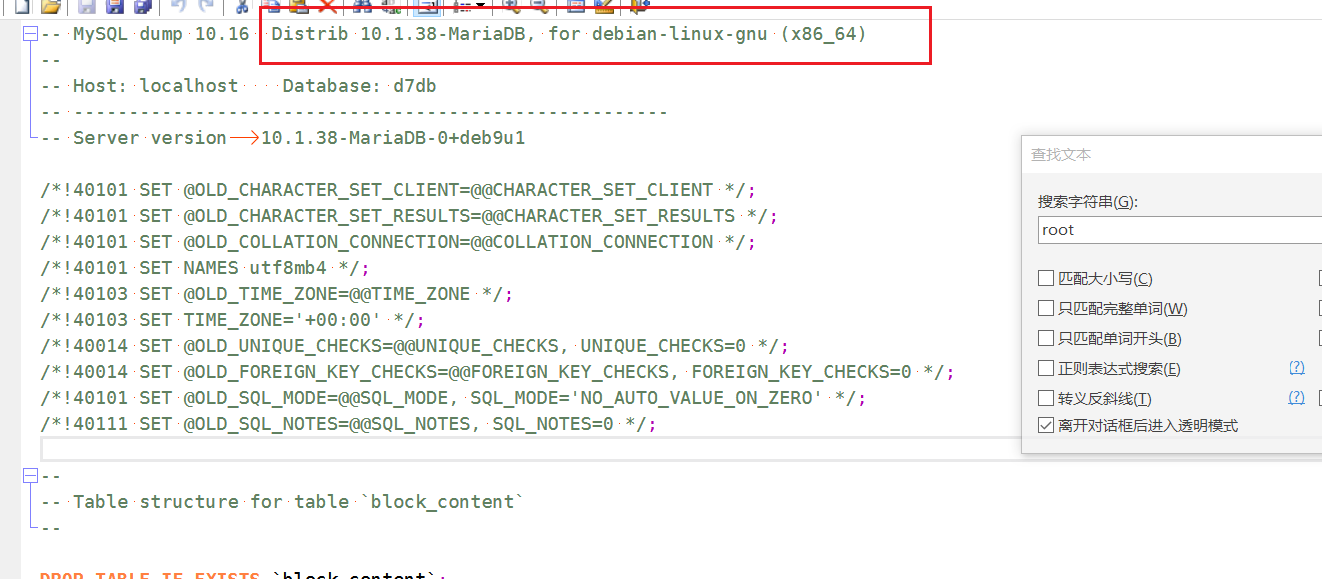 -- MySQL dump 10.16  Distrib 10.1.38-MariaDB, for debian-linux-gnu (x86_64)
--
-- Host: localhost    Database: d7db
-- ------------------------------------------------------
-- Server version	10.1.38-MariaDB-0+deb9u1
/*!40101 SET @OLD_CHARACTER_SET_CLIENT=@@CHARACTER_SET_CLIENT */;
/*!40101 SET @OLD_CHARACTER_SET_RESULTS=@@CHARACTER_SET_RESULTS */;
/*!40101 SET @OLD_COLLATION_CONNECTION=@@COLLATION_CONNECTION */;
/*!40101 SET NAMES utf8mb4 */;
/*!40103 SET @OLD_TIME_ZONE=@@TIME_ZONE */;
/*!40103 SET TIME_ZONE='+00:00' */;
/*!40014 SET @OLD_UNIQUE_CHECKS=@@UNIQUE_CHECKS, UNIQUE_CHECKS=0 */;
/*!40014 SET @OLD_FOREIGN_KEY_CHECKS=@@FOREIGN_KEY_CHECKS, FOREIGN_KEY_CHECKS=0 */;
/*!40101 SET @OLD_SQL_MODE=@@SQL_MODE, SQL_MODE='NO_AUTO_VALUE_ON_ZERO' */;
/*!40111 SET @OLD_SQL_NOTES=@@SQL_NOTES, SQL_NOTES=0 */;
--
-- Table structure for table `block_content`
--
DROP TABLE IF EXISTS `block_content`;
查找文本
搜索字符串(G):
root
匹配大小写(C)
只匹配完整单词(W)
只匹配单词开头(B)
正则表达式搜索(E) (?)
转义反斜线(T) (?)
离开对话框后进入透明模式